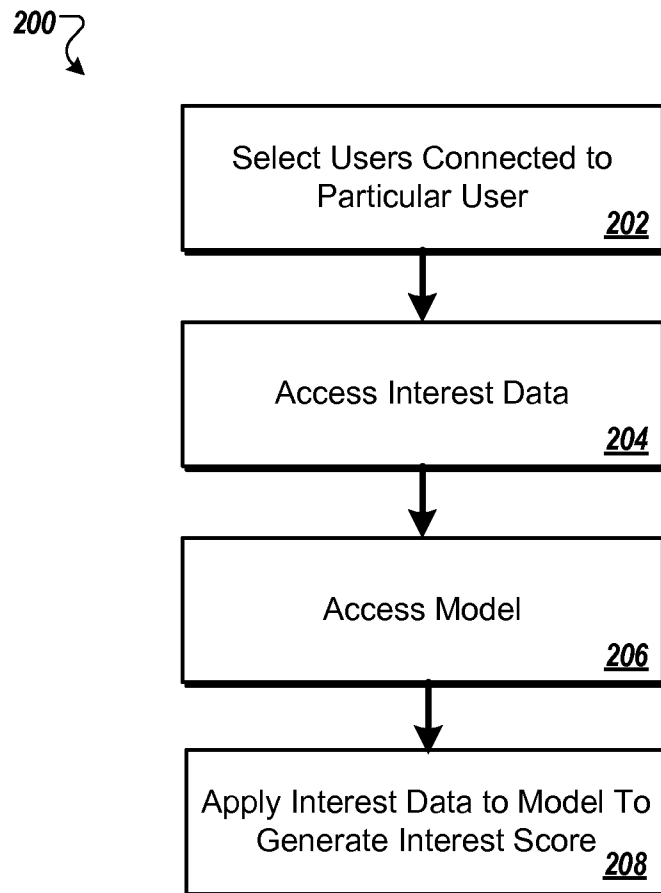 200
Select Users Connected to
Particular User
202
Access Interest Data
204
Access Model
206
Apply Interest Data to Model To
Generate Interest Score
208